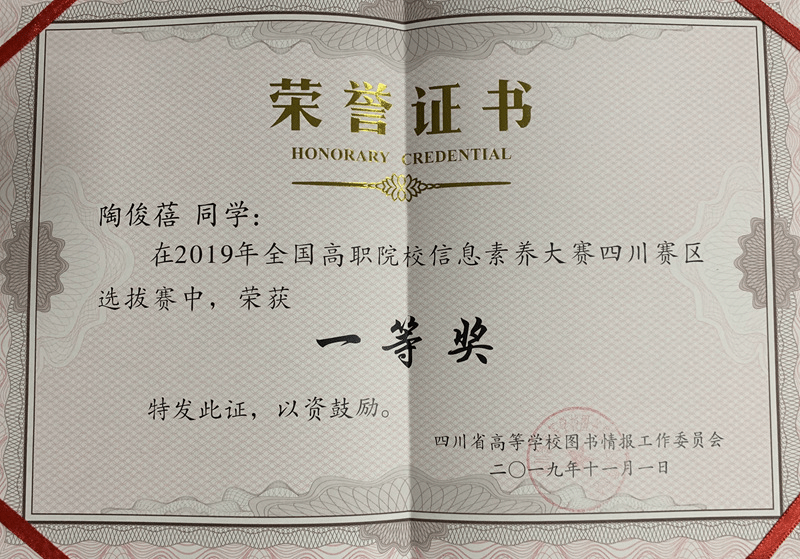 荣誉证书
HONORARY CREDENTIAL
陶俊蓓 同学：
在2019年全国高职院校信息素养大赛四川赛区
选拔赛中，荣获
一等奖
特发此证，以资鼓励。
四川省高等学校图书情报工作委员会
二〇一九年十一月一日